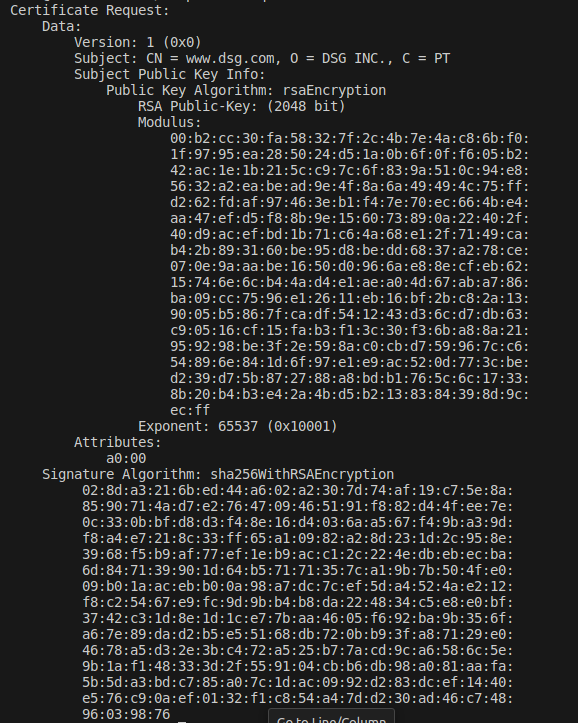 Certificate Request:
Data:
Version: 1 (0x0)
Subject: CN = www.dsg.com, O = DSG INC., C = PT
Subject Public Key Info:
Public Key Algorithm: rsaEncryption
RSA Public-Key: (2048 bit)
Modulus:
00:b2:cc:30:fa:58:32:7f:2c:4b:7e:4a:c8:6b:f0:
1f:97:95:ea:28:50:24:d5:1a:0b:6f:0f:f6:05:b2:
42:ac:1e:1b:21:5c:c9:7c:6f:83:9a:51:0c:94:e8:
56:32:a2:ea:be:ad:9e:4f:8a:6a:49:49:4c:75:ff:
d2:62:fd:af:97:46:3e:b1:f4:7e:70:ec:66:4b:e4:
aa:47:ef:d5:f8:8b:9e:15:60:73:89:0a:22:40:2f:
40:d9:ac:ef:bd:1b:71:c6:4a:68:e1:2f:71:49:ca:
b4:2b:89:31:60:be:95:d8:be:dd:68:37:a2:78:ce:
07:0e:9a:aa:be:16:50:d0:96:6a:e8:8e:cf:eb:62:
15:74:6e:6c:b4:4a:d4:e1:ae:a0:4d:67:ab:a7:86:
ba:09:cc:75:96:e1:26:11:eb:16:bf:2b:c8:2a:13:
90:05:b5:86:7f:ca:df:54:12:43:d3:6c:d7:db:63:
c9:05:16:cf:15:fa:b3:f1:3c:30:f3:6b:a8:8a:21:
95:92:98:be:3f:2e:59:8a:c0:cb:d7:59:96:7c:c6:
54:89:6e:84:1d:6f:97:e1:e9:ac:52:0d:77:3c:be:
d2:39:d7:5b:87:27:88:a8:bd:b1:76:5c:6c:17:33:
8b:20:b4:b3:e4:2a:4b:d5:b2:13:83:84:39:8d:9c:
ec:ff
Exponent: 65537 (0x10001)
Attributes:
a0:00
Signature Algorithm: sha256WithRSAEncryption
02:8d:a3:21:6b:ed:44:a6:02:a2:30:7d:74:af:19:c7:5e:8a:
85:90:71:4a:d7:e2:76:47:09:46:51:91:f8:82:d4:4f:ee:7e:
0c:33:0b:bf:d8:d3:f4:8e:16:d4:03:6a:a5:67:f4:9b:a3:9d:
f8:a4:e7:21:8c:33:ff:65:a1:09:82:a2:8d:23:1d:2c:95:8e:
39:68:f5:b9:af:77:ef:1e:b9:ac:c1:2c:22:4e:db:eb:ec:ba:
6d:84:71:39:90:1d:64:b5:71:71:35:7c:a1:9b:7b:50:4f:e0:
09:b0:1a:ac:eb:b0:0a:98:a7:dc:7c:ef:5d:a4:52:4a:e2:12:
f8:c2:54:67:e9:fc:9d:9b:b4:b8:da:22:48:34:c5:e8:e0:bf:
37:42:c3:1d:8e:1d:1c:e7:7b:aa:46:05:f6:92:ba:9b:35:6f:
a6:7e:89:da:d2:b5:e5:51:68:db:72:0b:b9:3f:a8:71:29:e0:
46:78:a5:d3:2e:3b:c4:72:a5:25:b7:7a:cd:9c:a6:58:6c:5e:
9b:1a:f1:48:33:3d:2f:55:91:04:cb:b6:db:98:a0:81:aa:fa:
5b:5d:a3:bd:c7:85:a0:7c:1d:ac:09:92:d2:83:dc:ef:14:40:
e5:76:c9:0a:ef:01:32:f1:c8:54:a4:7d:d2:30:ad:46:c7:48:
96:03:98:76
Go to Line/Column